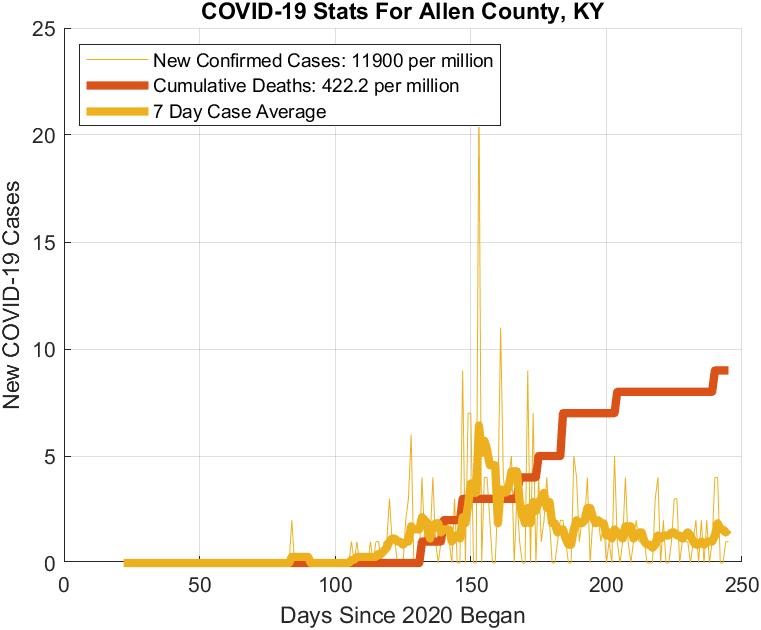 COVID-19 Stats For Allen County, KY
New Confirmed Cases: 11900 per million
Cumulative Deaths: 422.2 per million
7 Day Case Average
New COVID-19 Cases
25
20
15
10
5
0
0 50 100 150 200 250
Days Since 2020 Began